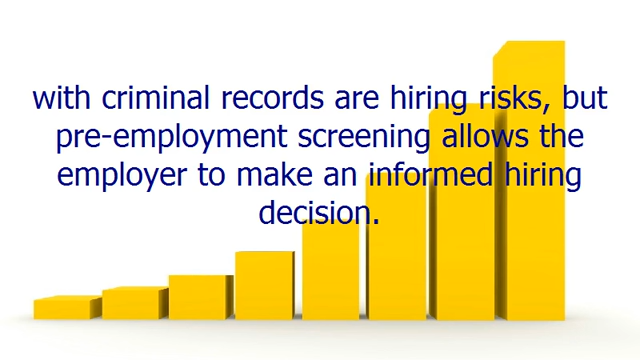 with criminal records are hiring risks, but
pre-employment screening allows the
employer to make an informed hiring
decision.